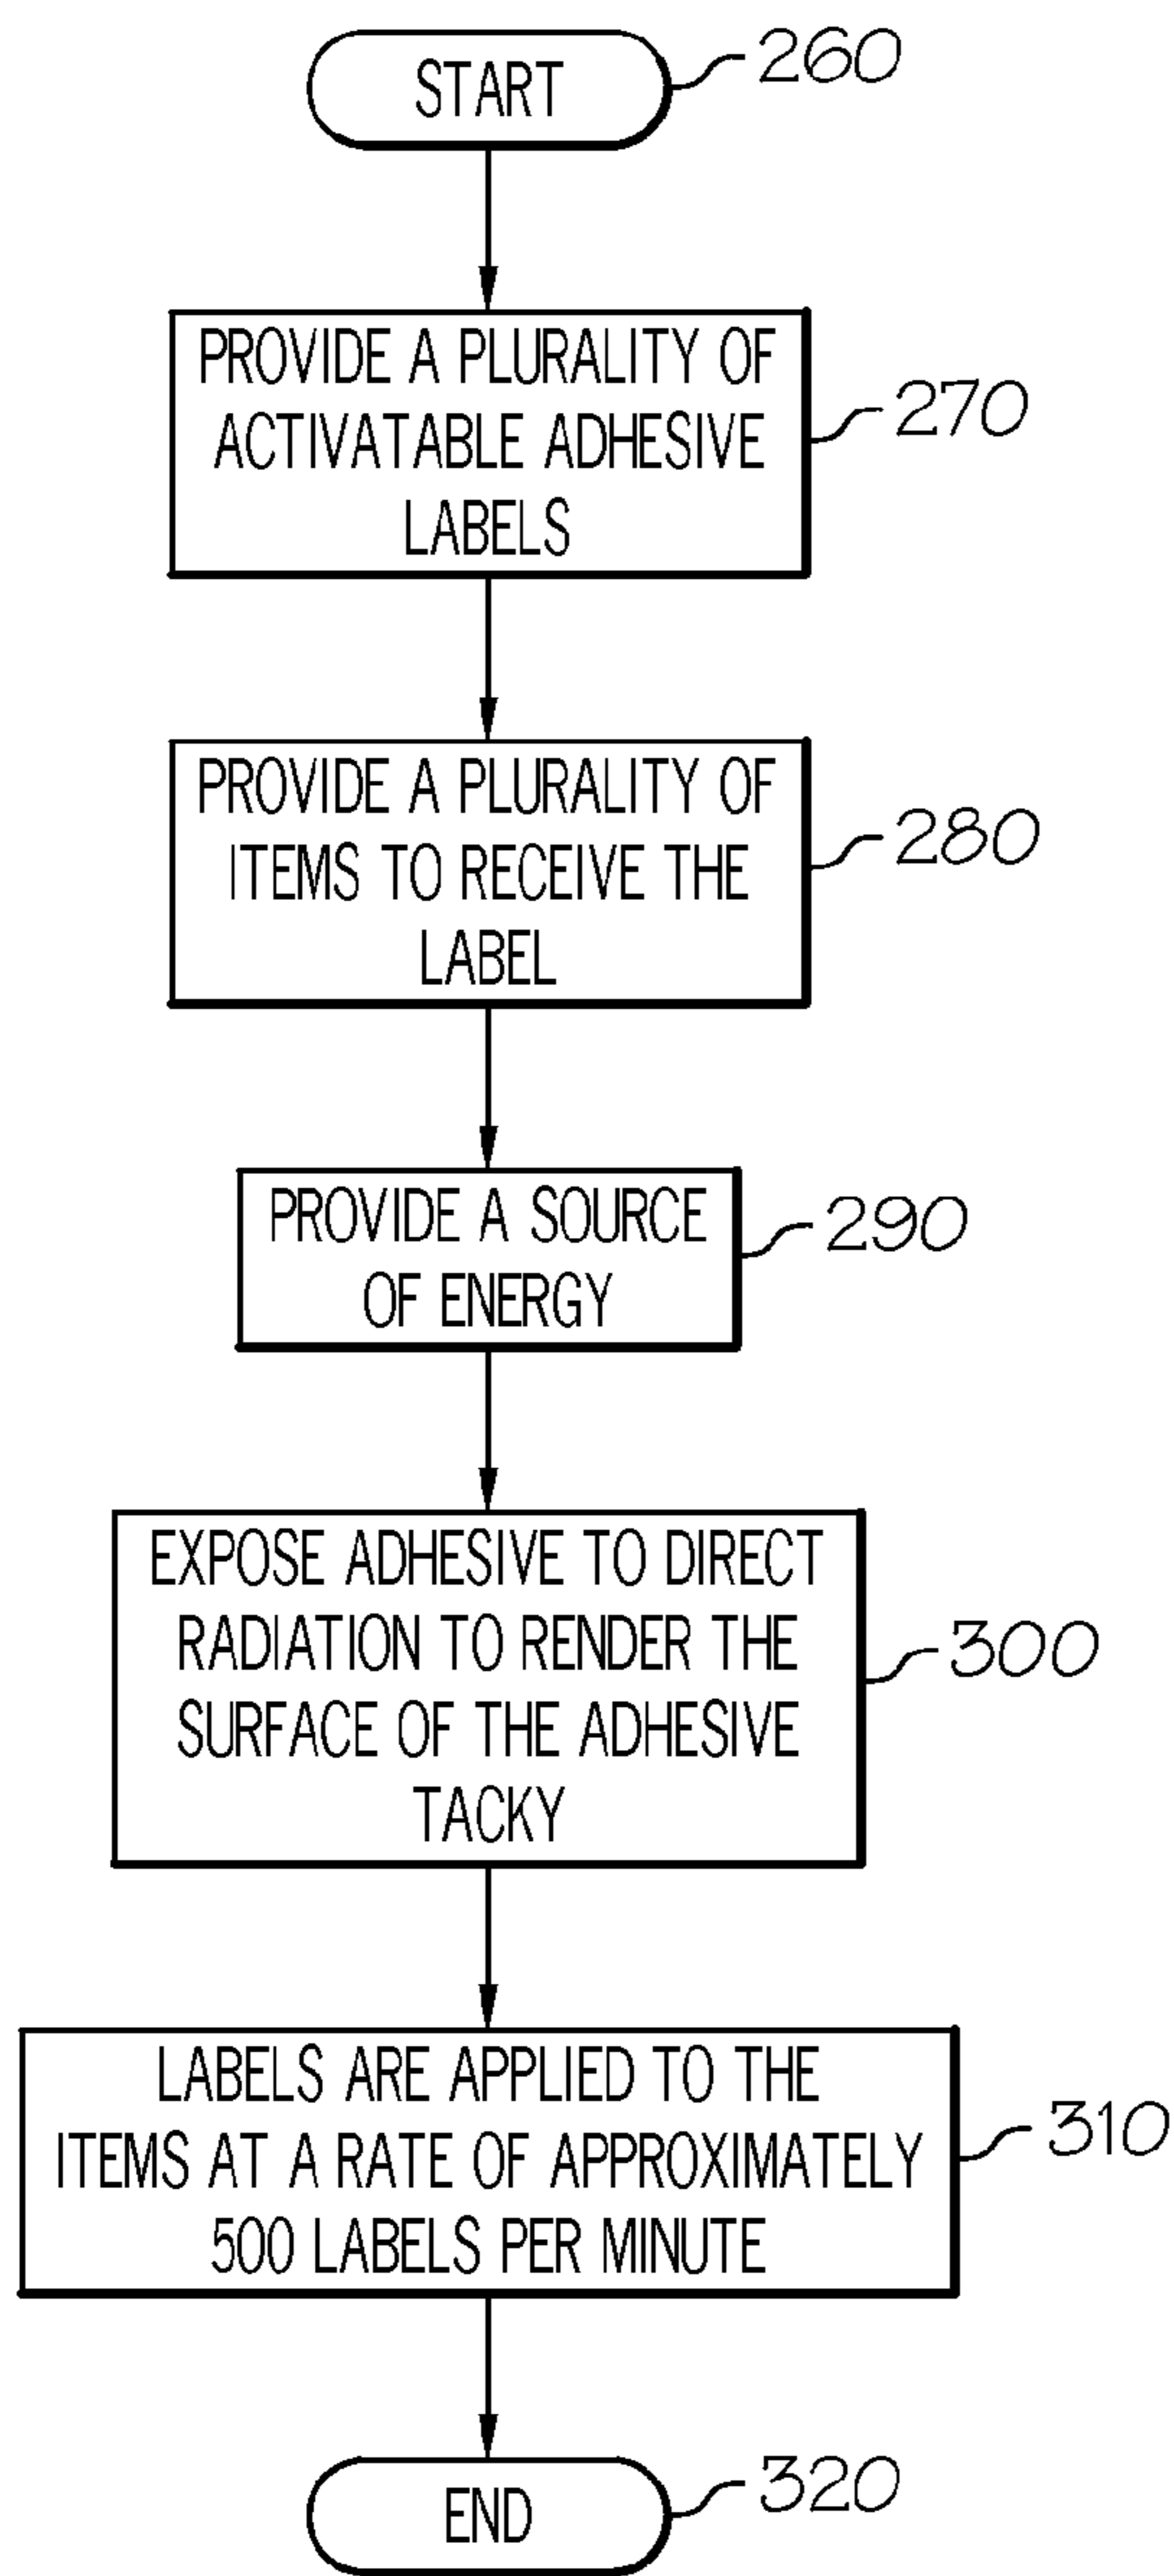 START
260
PROVIDE A PLURALITY OF
ACTIVATABLE ADHESIVE
LABELS
270
PROVIDE A PLURALITY OF
ITEMS TO RECEIVE THE
LABEL
280
PROVIDE A SOURCE
OF ENERGY
290
EXPOSE ADHESIVE TO DIRECT
RADIATION TO RENDER THE
SURFACE OF THE ADHESIVE
TACKY
300
LABELS ARE APPLIED TO THE
ITEMS AT A RATE OF APPROXIMATELY
500 LABELS PER MINUTE
310
END
320